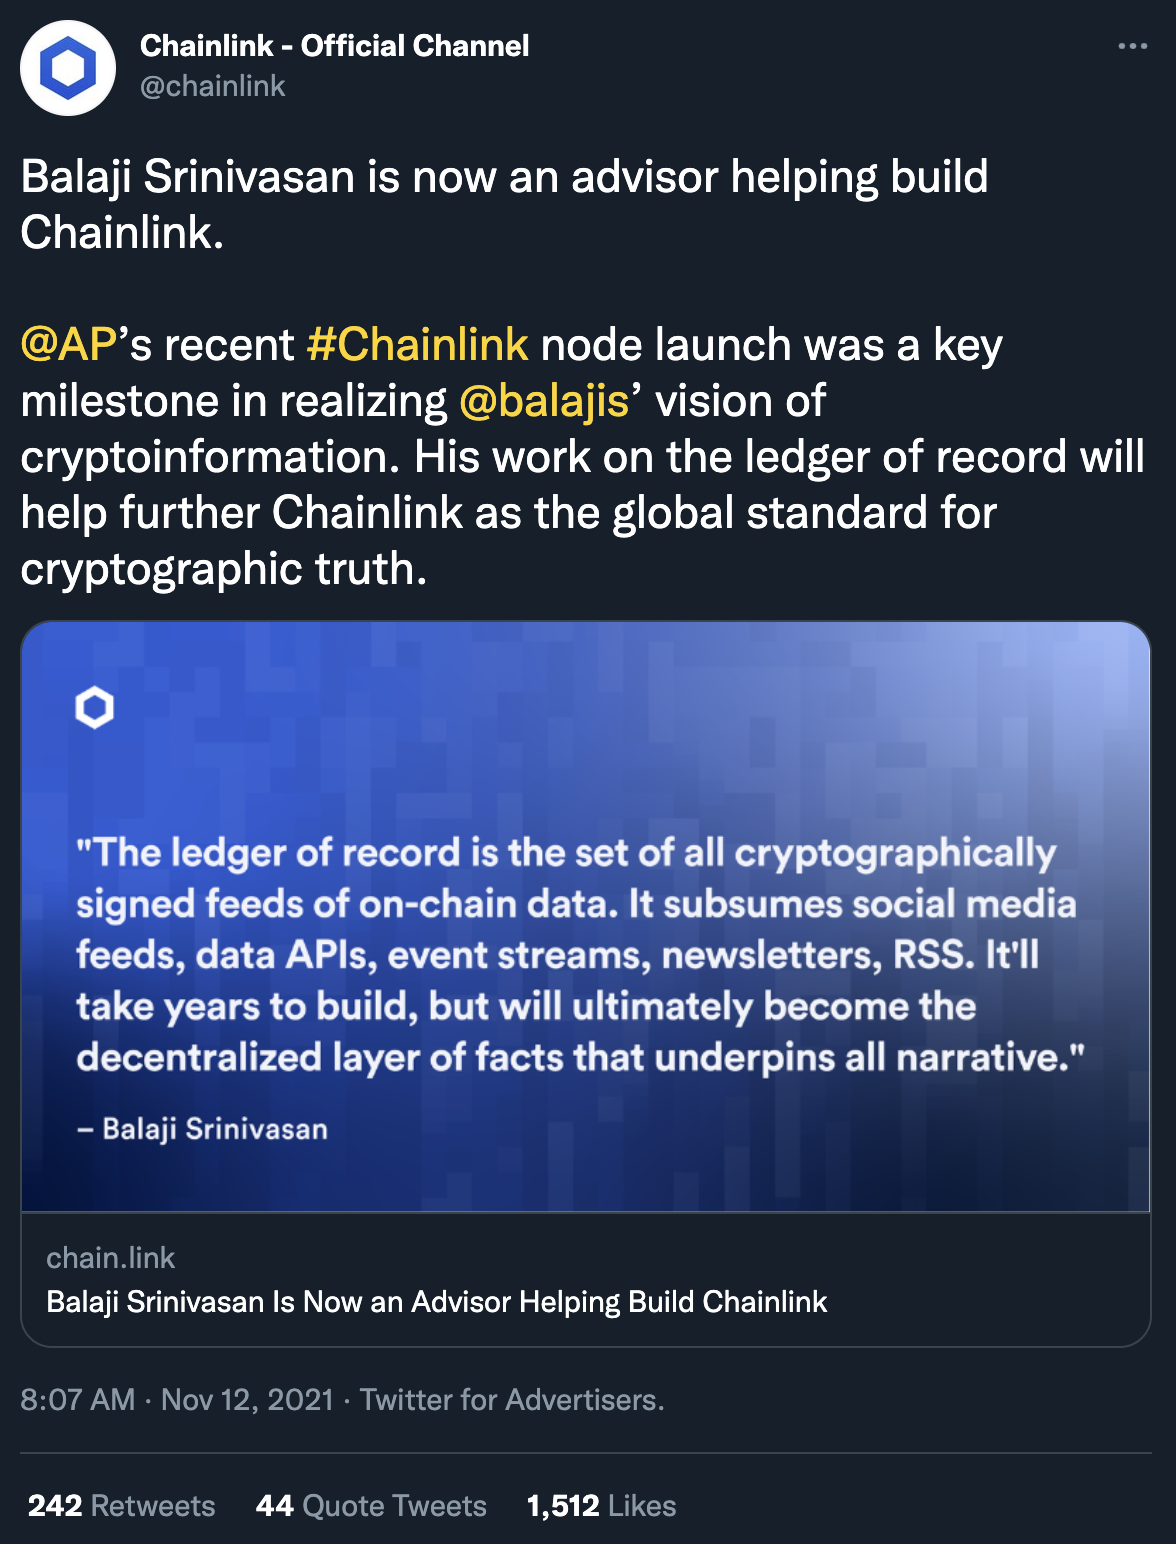 Chainlink - Official Channel
@chainlink
Balaji Srinivasan is now an advisor helping build
Chainlink.
@AP’s recent #Chainlink node launch was a key
milestone in realizing @balajis’ vision of
cryptoinformation. His work on the ledger of record will
help further Chainlink as the global standard for
cryptographic truth.
"The ledger of record is the set of all cryptographically
signed feeds of on-chain data. It subsumes social media
feeds, data APIs, event streams, newsletters, RSS. It'll
take years to build, but will ultimately become the
decentralized layer of facts that underpins all narrative."
– Balaji Srinivasan
chain.link
Balaji Srinivasan Is Now an Advisor Helping Build Chainlink
8:07 AM · Nov 12, 2021 · Twitter for Advertisers.
242 Retweets 44 Quote Tweets 1,512 Likes